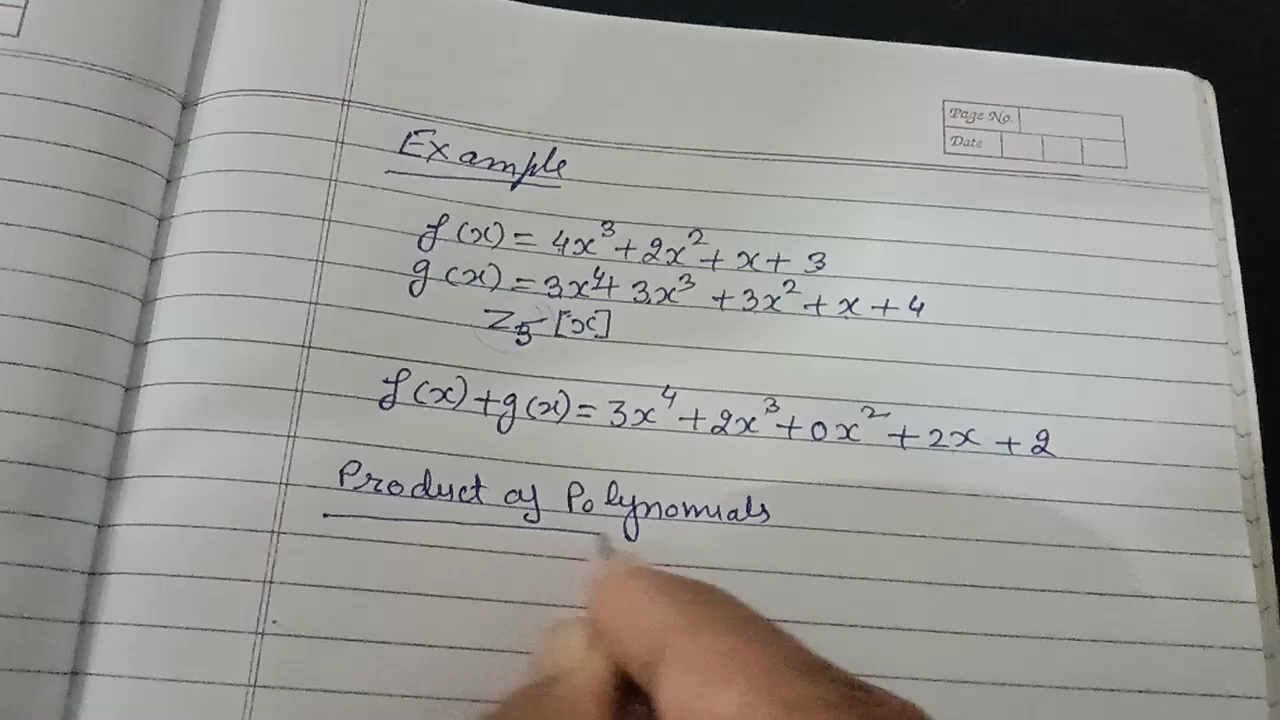 Page No.
Date
Example
f(x) = 4x³ + 2x² + x + 3
g(x) = 3x⁴ + 3x³ + 3x² + x + 4
Z₅[x]
f(x) + g(x) = 3x⁴ + 2x³ + 0x² + 2x + 2
Product of Polynomials